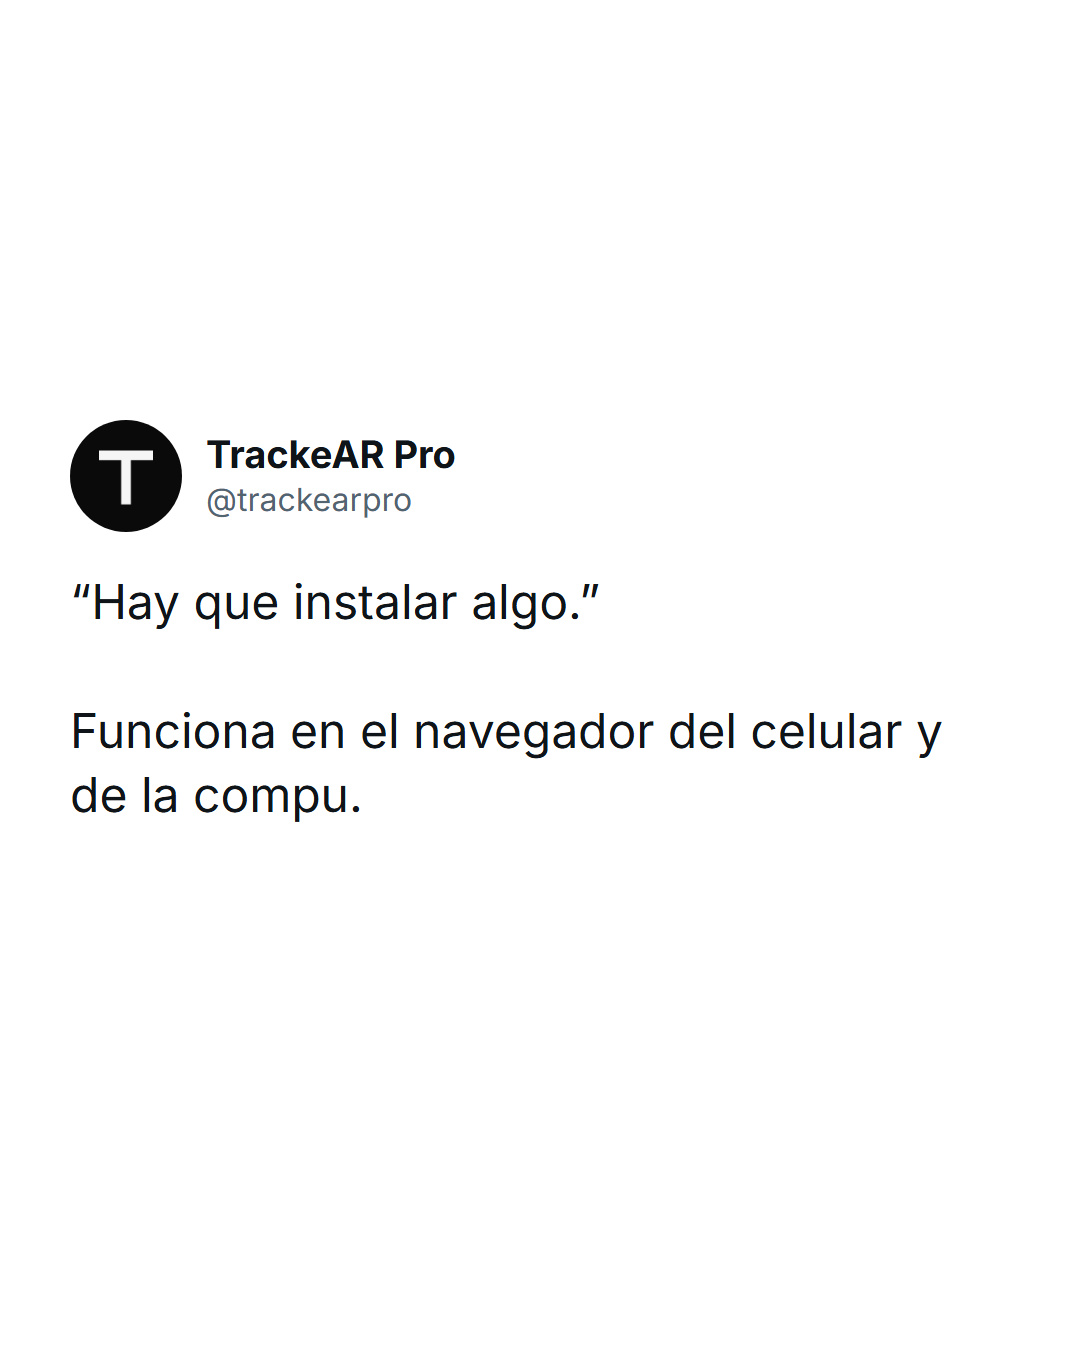 T
TrackeAR Pro
@trackearpro
“Hay que instalar algo.”
Funciona en el navegador del celular y
de la compu.